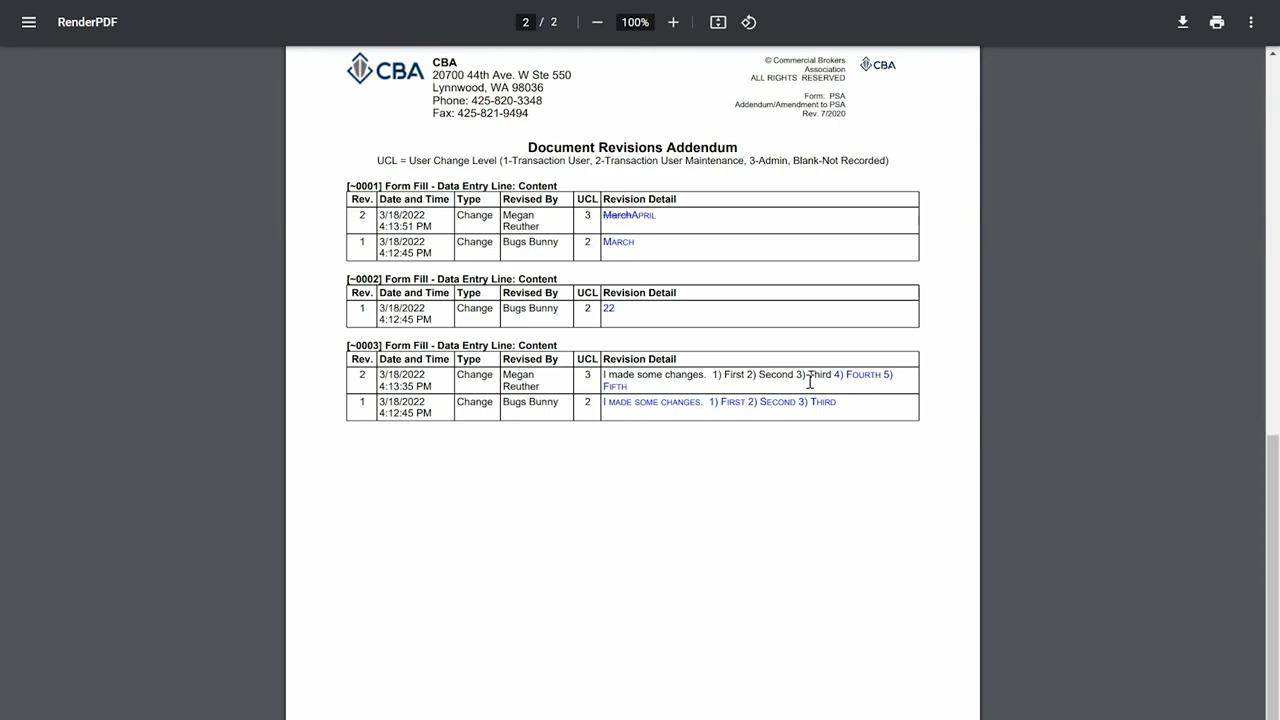 RenderPDF
2 / 2
100%
CBA
CBA
20700 44th Ave. W Ste 550
Lynnwood, WA 98036
Phone: 425-820-3348
Fax: 425-821-9494
© Commercial Brokers
Association
ALL RIGHTS RESERVED
CBA
Form: PSA
Addendum/Amendment to PSA
Rev. 7/2020
Document Revisions Addendum
UCL = User Change Level (1-Transaction User, 2-Transaction User Maintenance, 3-Admin, Blank-Not Recorded)
[~0001] Form Fill - Data Entry Line: Content
Rev. Date and Time Type Revised By UCL Revision Detail
2 3/18/2022 Change Megan 3 MarchAPRIL
4:13:51 PM Reuther
1 3/18/2022 Change Bugs Bunny 2 MARCH
4:12:45 PM
[~0002] Form Fill - Data Entry Line: Content
Rev. Date and Time Type Revised By UCL Revision Detail
1 3/18/2022 Change Bugs Bunny 2 22
4:12:45 PM
[~0003] Form Fill - Data Entry Line: Content
Rev. Date and Time Type Revised By UCL Revision Detail
2 3/18/2022 Change Megan 3 I made some changes. 1) First 2) Second 3) Third 4) FOURTH 5)
4:13:35 PM Reuther FIFTH
1 3/18/2022 Change Bugs Bunny 2 I MADE SOME CHANGES. 1) FIRST 2) SECOND 3) THIRD
4:12:45 PM